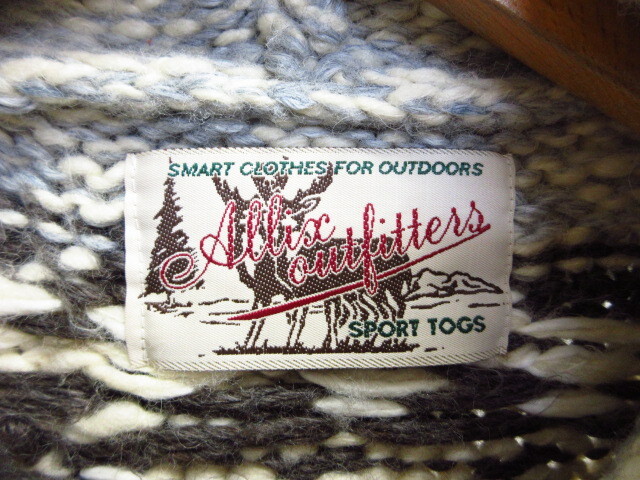 SMART CLOTHES FOR OUTDOORS
Allix
outfitters
SPORT TOGS